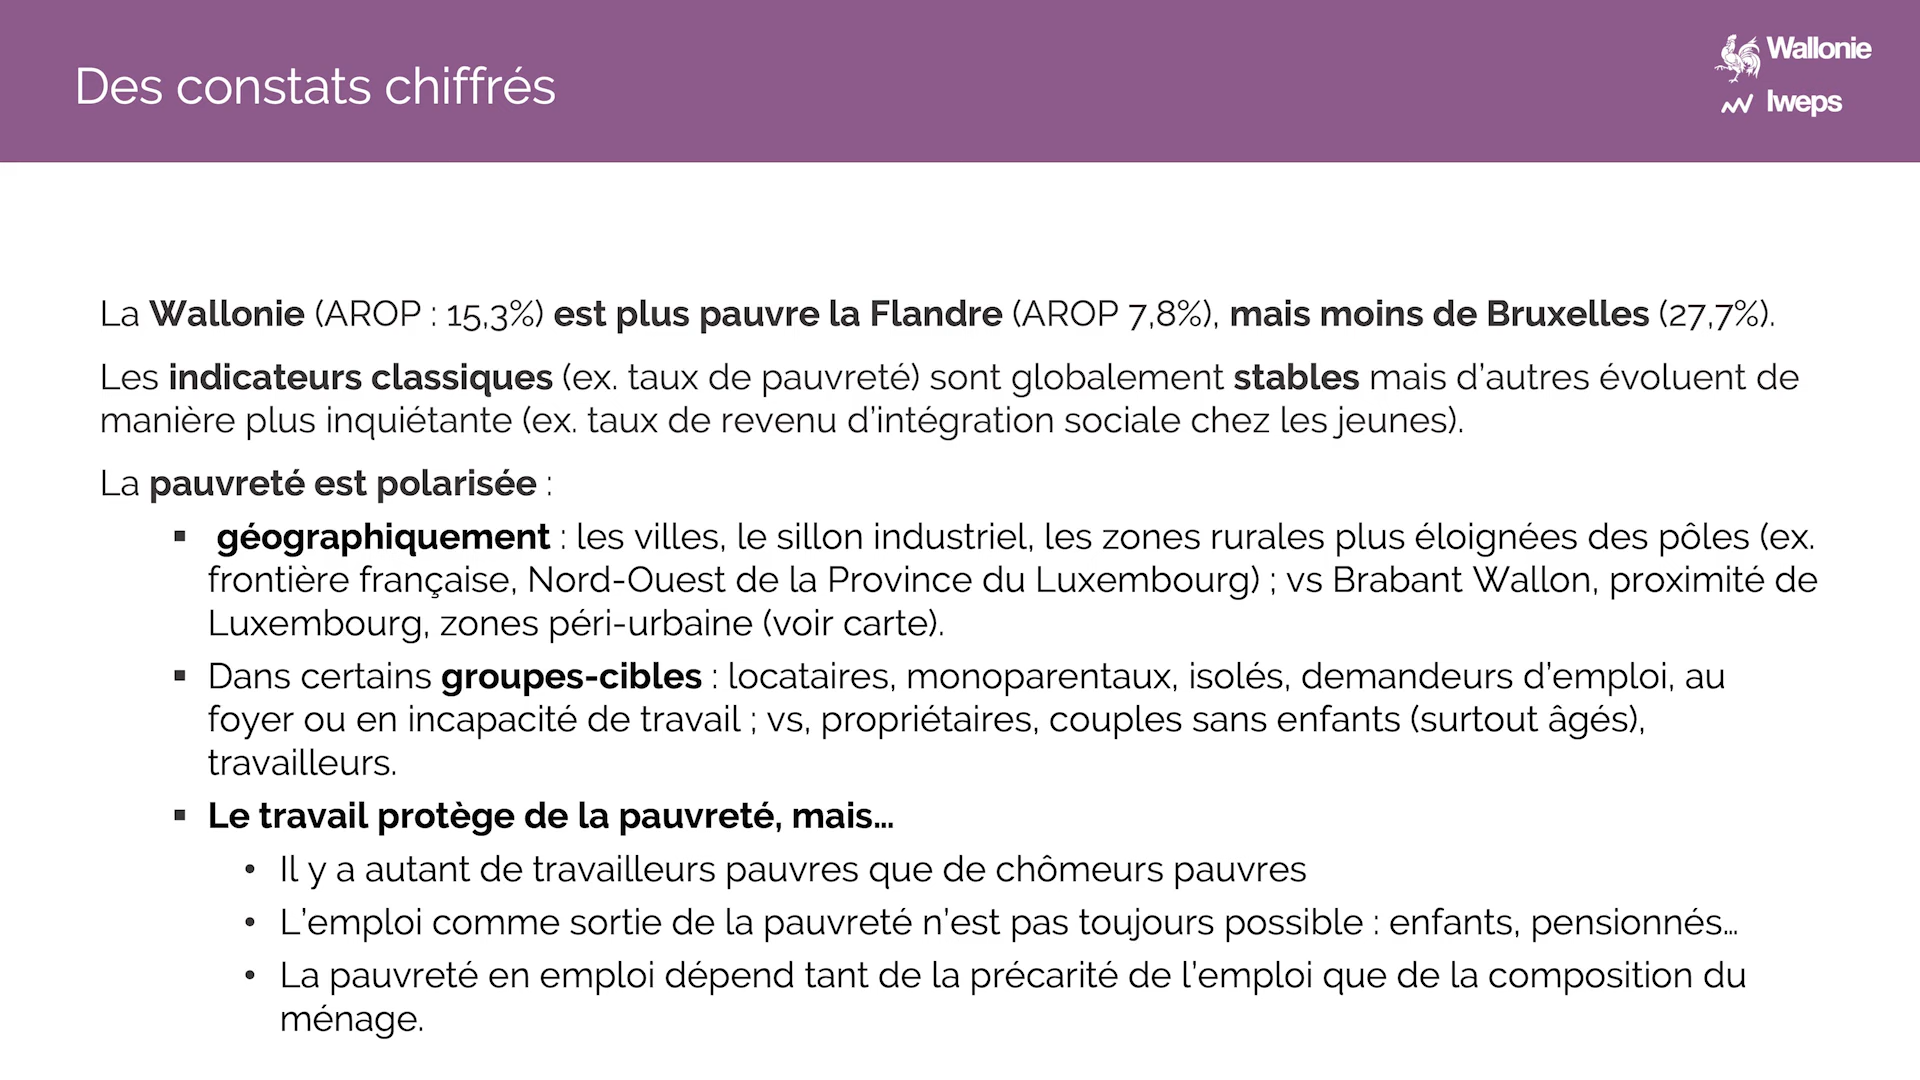 Des constats chiffrés
Wallonie
Iweps
La Wallonie (AROP : 15,3%) est plus pauvre la Flandre (AROP 7,8%), mais moins de Bruxelles (27,7%).
Les indicateurs classiques (ex. taux de pauvreté) sont globalement stables mais d’autres évoluent de
manière plus inquiétante (ex. taux de revenu d’intégration sociale chez les jeunes).
La pauvreté est polarisée :
▪ géographiquement : les villes, le sillon industriel, les zones rurales plus éloignées des pôles (ex.
frontière française, Nord-Ouest de la Province du Luxembourg) ; vs Brabant Wallon, proximité de
Luxembourg, zones péri-urbaine (voir carte).
▪ Dans certains groupes-cibles : locataires, monoparentaux, isolés, demandeurs d’emploi, au
foyer ou en incapacité de travail ; vs, propriétaires, couples sans enfants (surtout âgés),
travailleurs.
▪ Le travail protège de la pauvreté, mais…
• Il y a autant de travailleurs pauvres que de chômeurs pauvres
• L’emploi comme sortie de la pauvreté n’est pas toujours possible : enfants, pensionnés…
• La pauvreté en emploi dépend tant de la précarité de l’emploi que de la composition du
ménage.